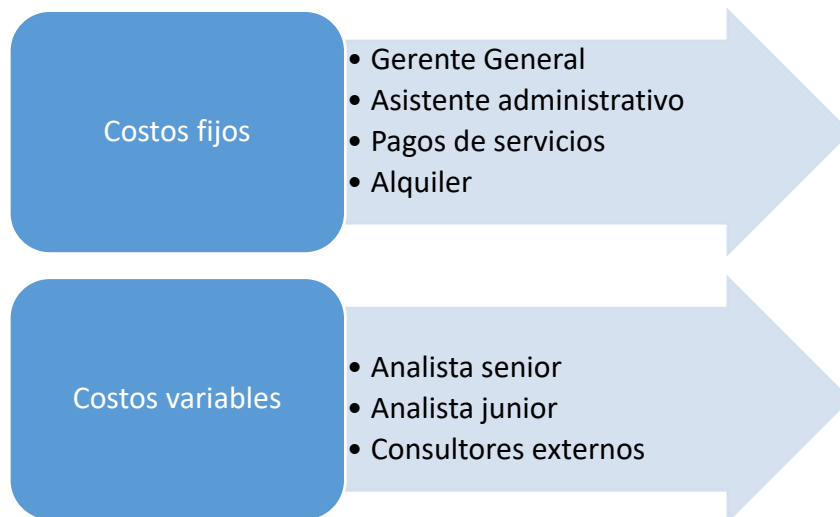 Costos fijos
• Gerente General
• Asistente administrativo
• Pagos de servicios
• Alquiler
Costos variables
• Analista senior
• Analista junior
• Consultores externos